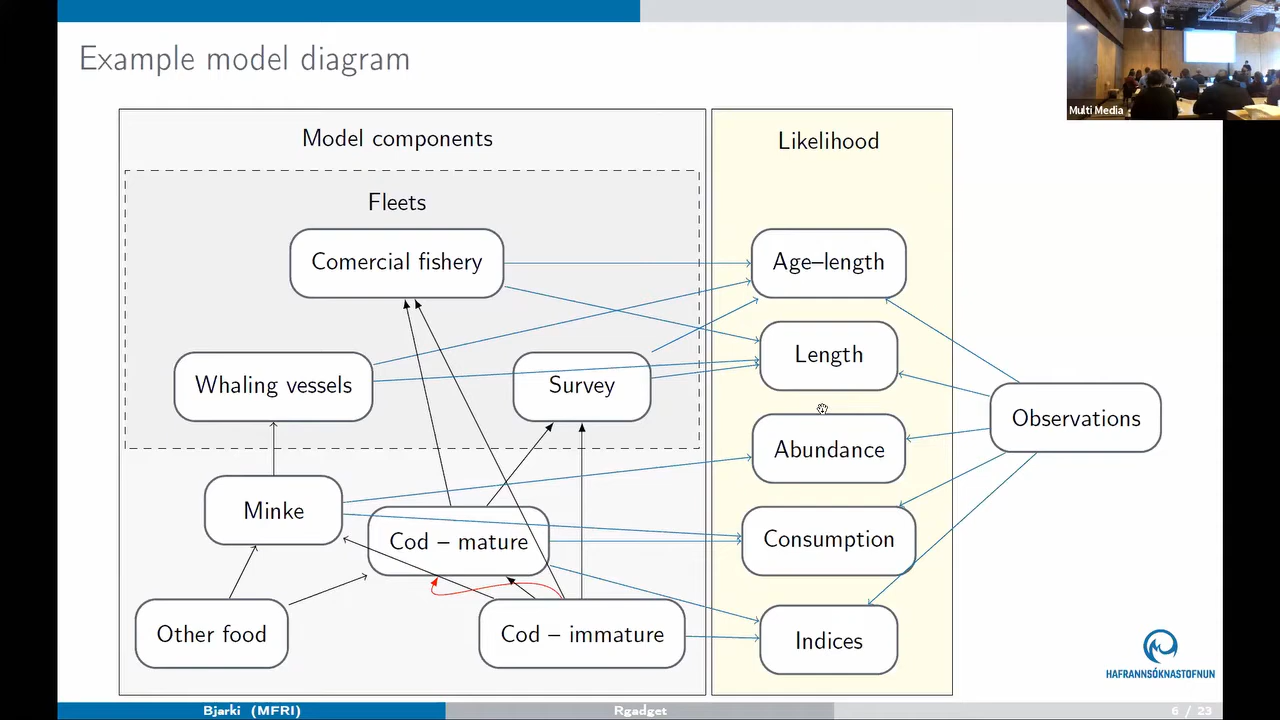 Example model diagram
Multi Media
Model components
Likelihood
Fleets
Comercial fishery
Age–length
Whaling vessels
Survey
Length
Observations
Abundance
Minke
Cod – mature
Consumption
Other food
Cod – immature
Indices
HAFRANNSÓKNASTOFNUN
Bjarki (MFRI)
Rgadget
6 / 23